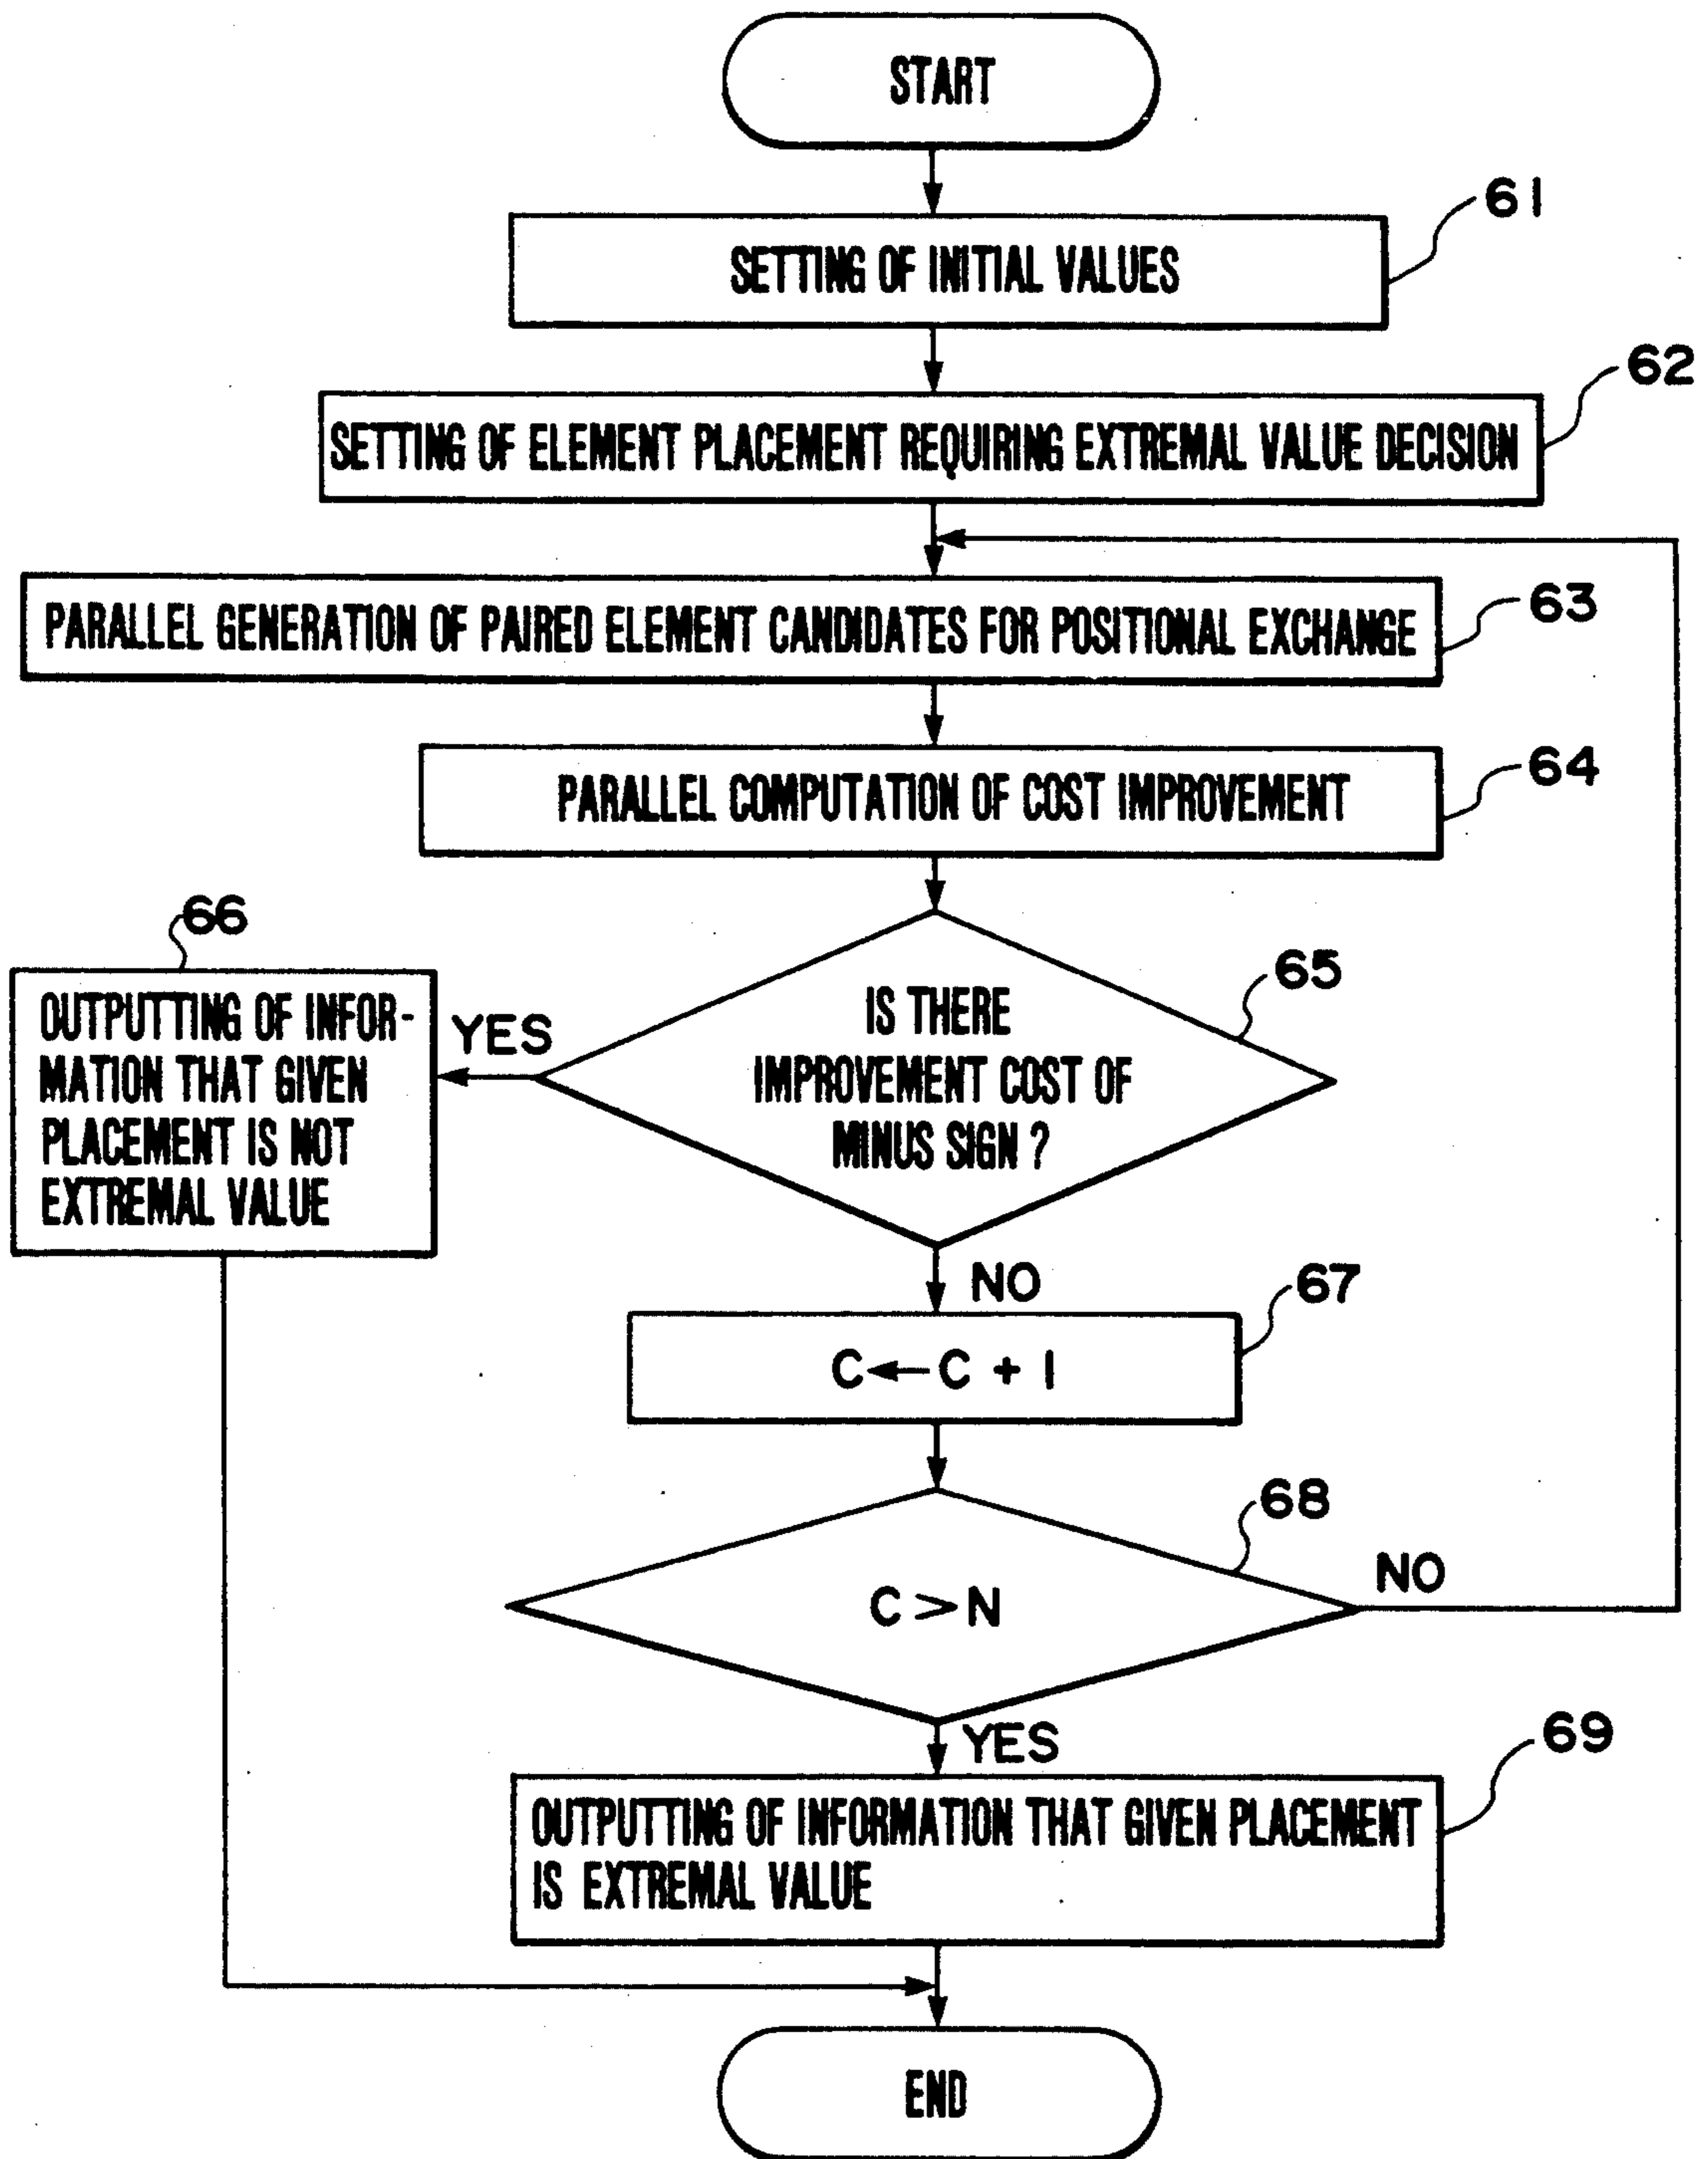 START
61
SETTING OF INITIAL VALUES
62
SETTING OF ELEMENT PLACEMENT REQUIRING EXTREMAL VALUE DECISION
63
PARALLEL GENERATION OF PAIRED ELEMENT CANDIDATES FOR POSITIONAL EXCHANGE
64
PARALLEL COMPUTATION OF COST IMPROVEMENT
65
IS THERE
IMPROVEMENT COST OF
MINUS SIGN ?
YES
66
OUTPUTTING OF INFOR-
MATION THAT GIVEN
PLACEMENT IS NOT
EXTREMAL VALUE
NO
67
C ← C + 1
68
C > N
NO
YES
69
OUTPUTTING OF INFORMATION THAT GIVEN PLACEMENT
IS EXTREMAL VALUE
END